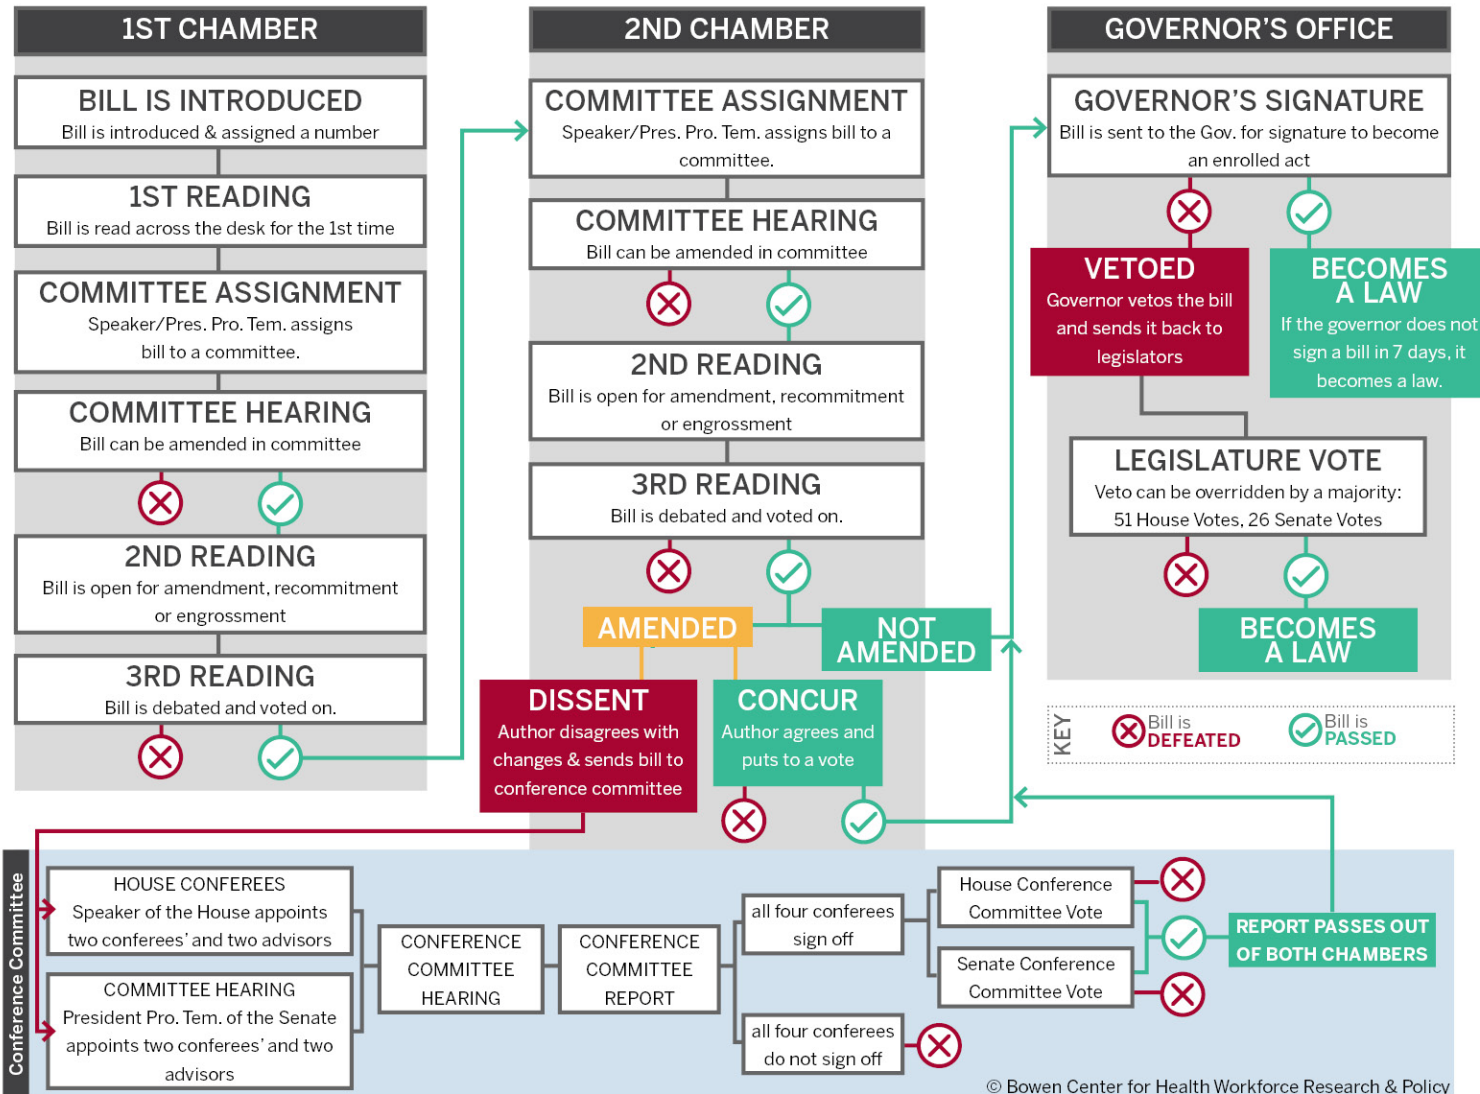 1ST CHAMBER
BILL IS INTRODUCED
Bill is introduced & assigned a number
1ST READING
Bill is read across the desk for the 1st time
COMMITTEE ASSIGNMENT
Speaker/Pres. Pro. Tem. assigns
bill to a committee.
COMMITTEE HEARING
Bill can be amended in committee
2ND READING
Bill is open for amendment, recommitment
or engrossment
3RD READING
Bill is debated and voted on.
2ND CHAMBER
COMMITTEE ASSIGNMENT
Speaker/Pres. Pro. Tem. assigns bill to a
committee.
COMMITTEE HEARING
Bill can be amended in committee
2ND READING
Bill is open for amendment, recommitment
or engrossment
3RD READING
Bill is debated and voted on.
AMENDED
NOT
AMENDED
DISSENT
Author disagrees with
changes & sends bill to
conference committee
CONCUR
Author agrees and
puts to a vote
GOVERNOR'S OFFICE
GOVERNOR'S SIGNATURE
Bill is sent to the Gov. for signature to become
an enrolled act
VETOED
Governor vetos the bill
and sends it back to
legislators
BECOMES
A LAW
If the governor does not
sign a bill in 7 days, it
becomes a law.
LEGISLATURE VOTE
Veto can be overridden by a majority:
51 House Votes, 26 Senate Votes
BECOMES
A LAW
KEY
Bill is
DEFEATED
Bill is
PASSED
Conference Committee
HOUSE CONFEREES
Speaker of the House appoints
two conferees' and two advisors
COMMITTEE HEARING
President Pro. Tem. of the Senate
appoints two conferees' and two
advisors
CONFERENCE
COMMITTEE
HEARING
CONFERENCE
COMMITTEE
REPORT
all four conferees
sign off
all four conferees
do not sign off
House Conference
Committee Vote
Senate Conference
Committee Vote
REPORT PASSES OUT
OF BOTH CHAMBERS
© Bowen Center for Health Workforce Research & Policy